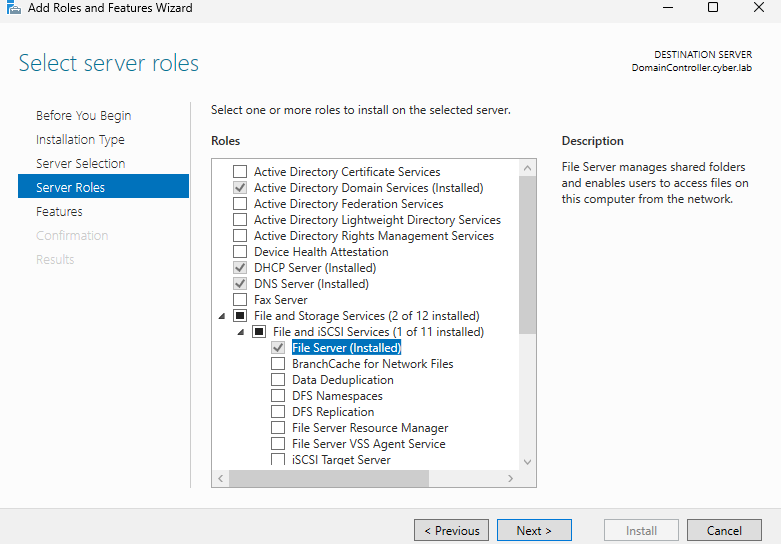 Add Roles and Features Wizard
Select server roles
DESTINATION SERVER
DomainController.cyber.lab
Before You Begin
Installation Type
Server Selection
Server Roles
Features
Confirmation
Results
Select one or more roles to install on the selected server.
Roles
Active Directory Certificate Services
Active Directory Domain Services (Installed)
Active Directory Federation Services
Active Directory Lightweight Directory Services
Active Directory Rights Management Services
Device Health Attestation
DHCP Server (Installed)
DNS Server (Installed)
Fax Server
File and Storage Services (2 of 12 installed)
File and iSCSI Services (1 of 11 installed)
File Server (Installed)
BranchCache for Network Files
Data Deduplication
DFS Namespaces
DFS Replication
File Server Resource Manager
File Server VSS Agent Service
iSCSI Target Server
Description
File Server manages shared folders
and enables users to access files on
this computer from the network.
< Previous
Next >
Install
Cancel